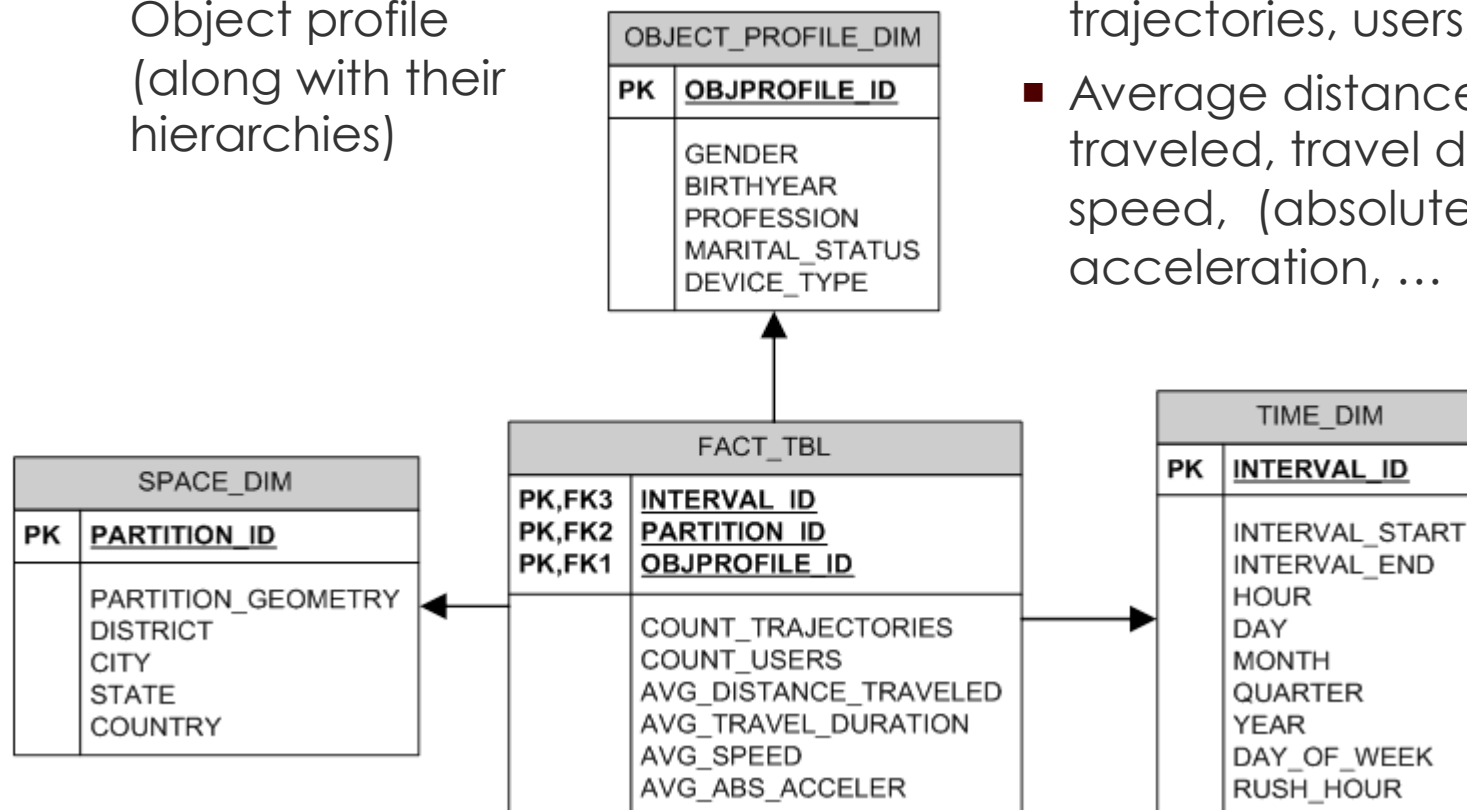 Object profile
(along with their
hierarchies)
OBJECT_PROFILE_DIM
PK OBJPROFILE_ID
GENDER
BIRTHYEAR
PROFESSION
MARITAL_STATUS
DEVICE_TYPE
trajectories, users
■ Average distance
traveled, travel d
speed, (absolute
acceleration, …
SPACE_DIM
PK PARTITION_ID
PARTITION_GEOMETRY
DISTRICT
CITY
STATE
COUNTRY
FACT_TBL
PK,FK3 INTERVAL_ID
PK,FK2 PARTITION_ID
PK,FK1 OBJPROFILE_ID
COUNT_TRAJECTORIES
COUNT_USERS
AVG_DISTANCE_TRAVELED
AVG_TRAVEL_DURATION
AVG_SPEED
AVG_ABS_ACCELER
TIME_DIM
PK INTERVAL_ID
INTERVAL_START
INTERVAL_END
HOUR
DAY
MONTH
QUARTER
YEAR
DAY_OF_WEEK
RUSH_HOUR